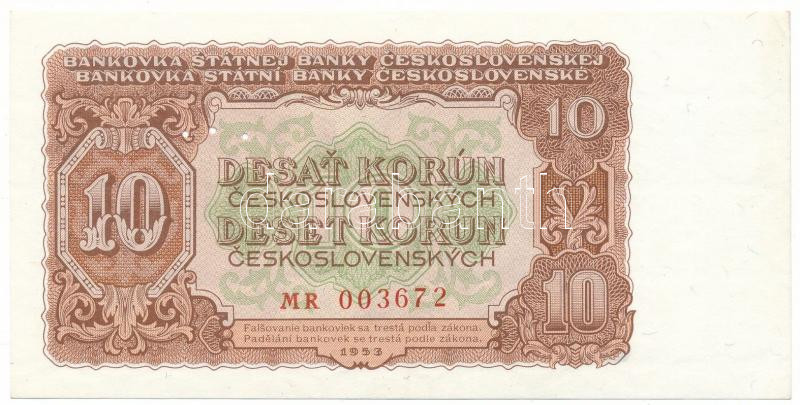 BANKOVKA ŠTÁTNEJ BANKY ČESKOSLOVENSKEJ
BANKOVKA STÁTNÍ BANKY ČESKOSLOVENSKÉ
10
10
DESAŤ KORÚN
ČESKOSLOVENSKÝCH
DESET KORUN
ČESKOSLOVENSKÝCH
darabanth
MR 003672
10
Falšovanie bankoviek sa trestá podľa zákona.
Padělání bankovek se trestá podle zákona.
1953